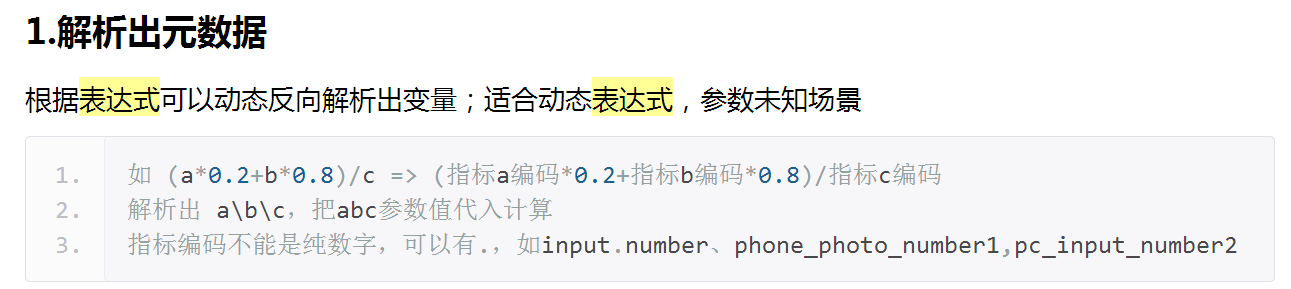 1.解析出元数据
根据表达式可以动态反向解析出变量；适合动态表达式，参数未知场景
1. 如 (a*0.2+b*0.8)/c => (指标a编码*0.2+指标b编码*0.8)/指标c编码
2. 解析出 a\b\c，把abc参数值代入计算
3. 指标编码不能是纯数字，可以有.，如input.number、phone_photo_number1,pc_input_number2